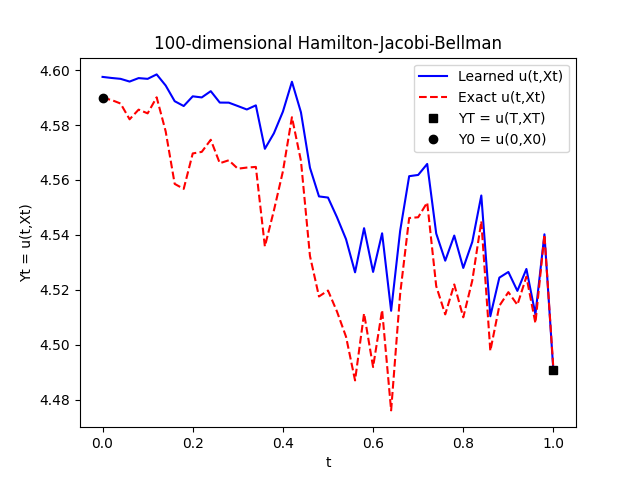 100-dimensional Hamilton-Jacobi-Bellman
Yt = u(t,Xt)
4.60
4.58
4.56
4.54
4.52
4.50
4.48
Learned u(t,Xt)
Exact u(t,Xt)
YT = u(T,XT)
Y0 = u(0,X0)
0.0 0.2 0.4 0.6 0.8 1.0
t